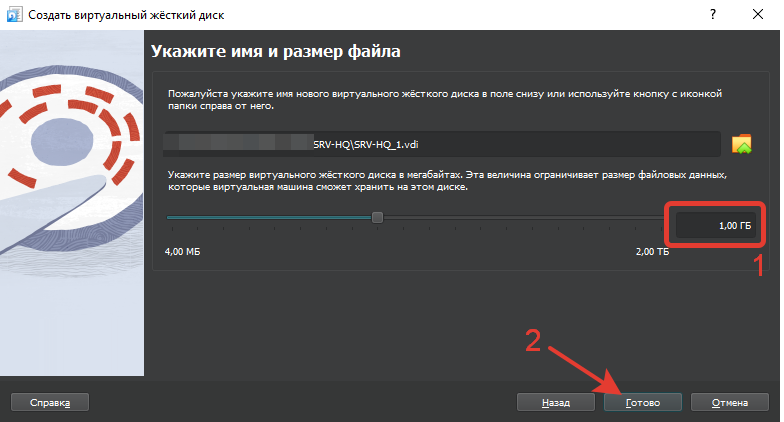 Создать виртуальный жёсткий диск
?
Укажите имя и размер файла
Пожалуйста укажите имя нового виртуального жёсткого диска в поле снизу или используйте кнопку с иконкой
папки справа от него.
SRV-HQ\SRV-HQ_1.vdi
Укажите размер виртуального жёсткого диска в мегабайтах. Эта величина ограничивает размер файловых данных,
которые виртуальная машина сможет хранить на этом диске.
1,00 ГБ
4,00 МБ 2,00 ТБ
1
2
Справка Назад Готово Отмена